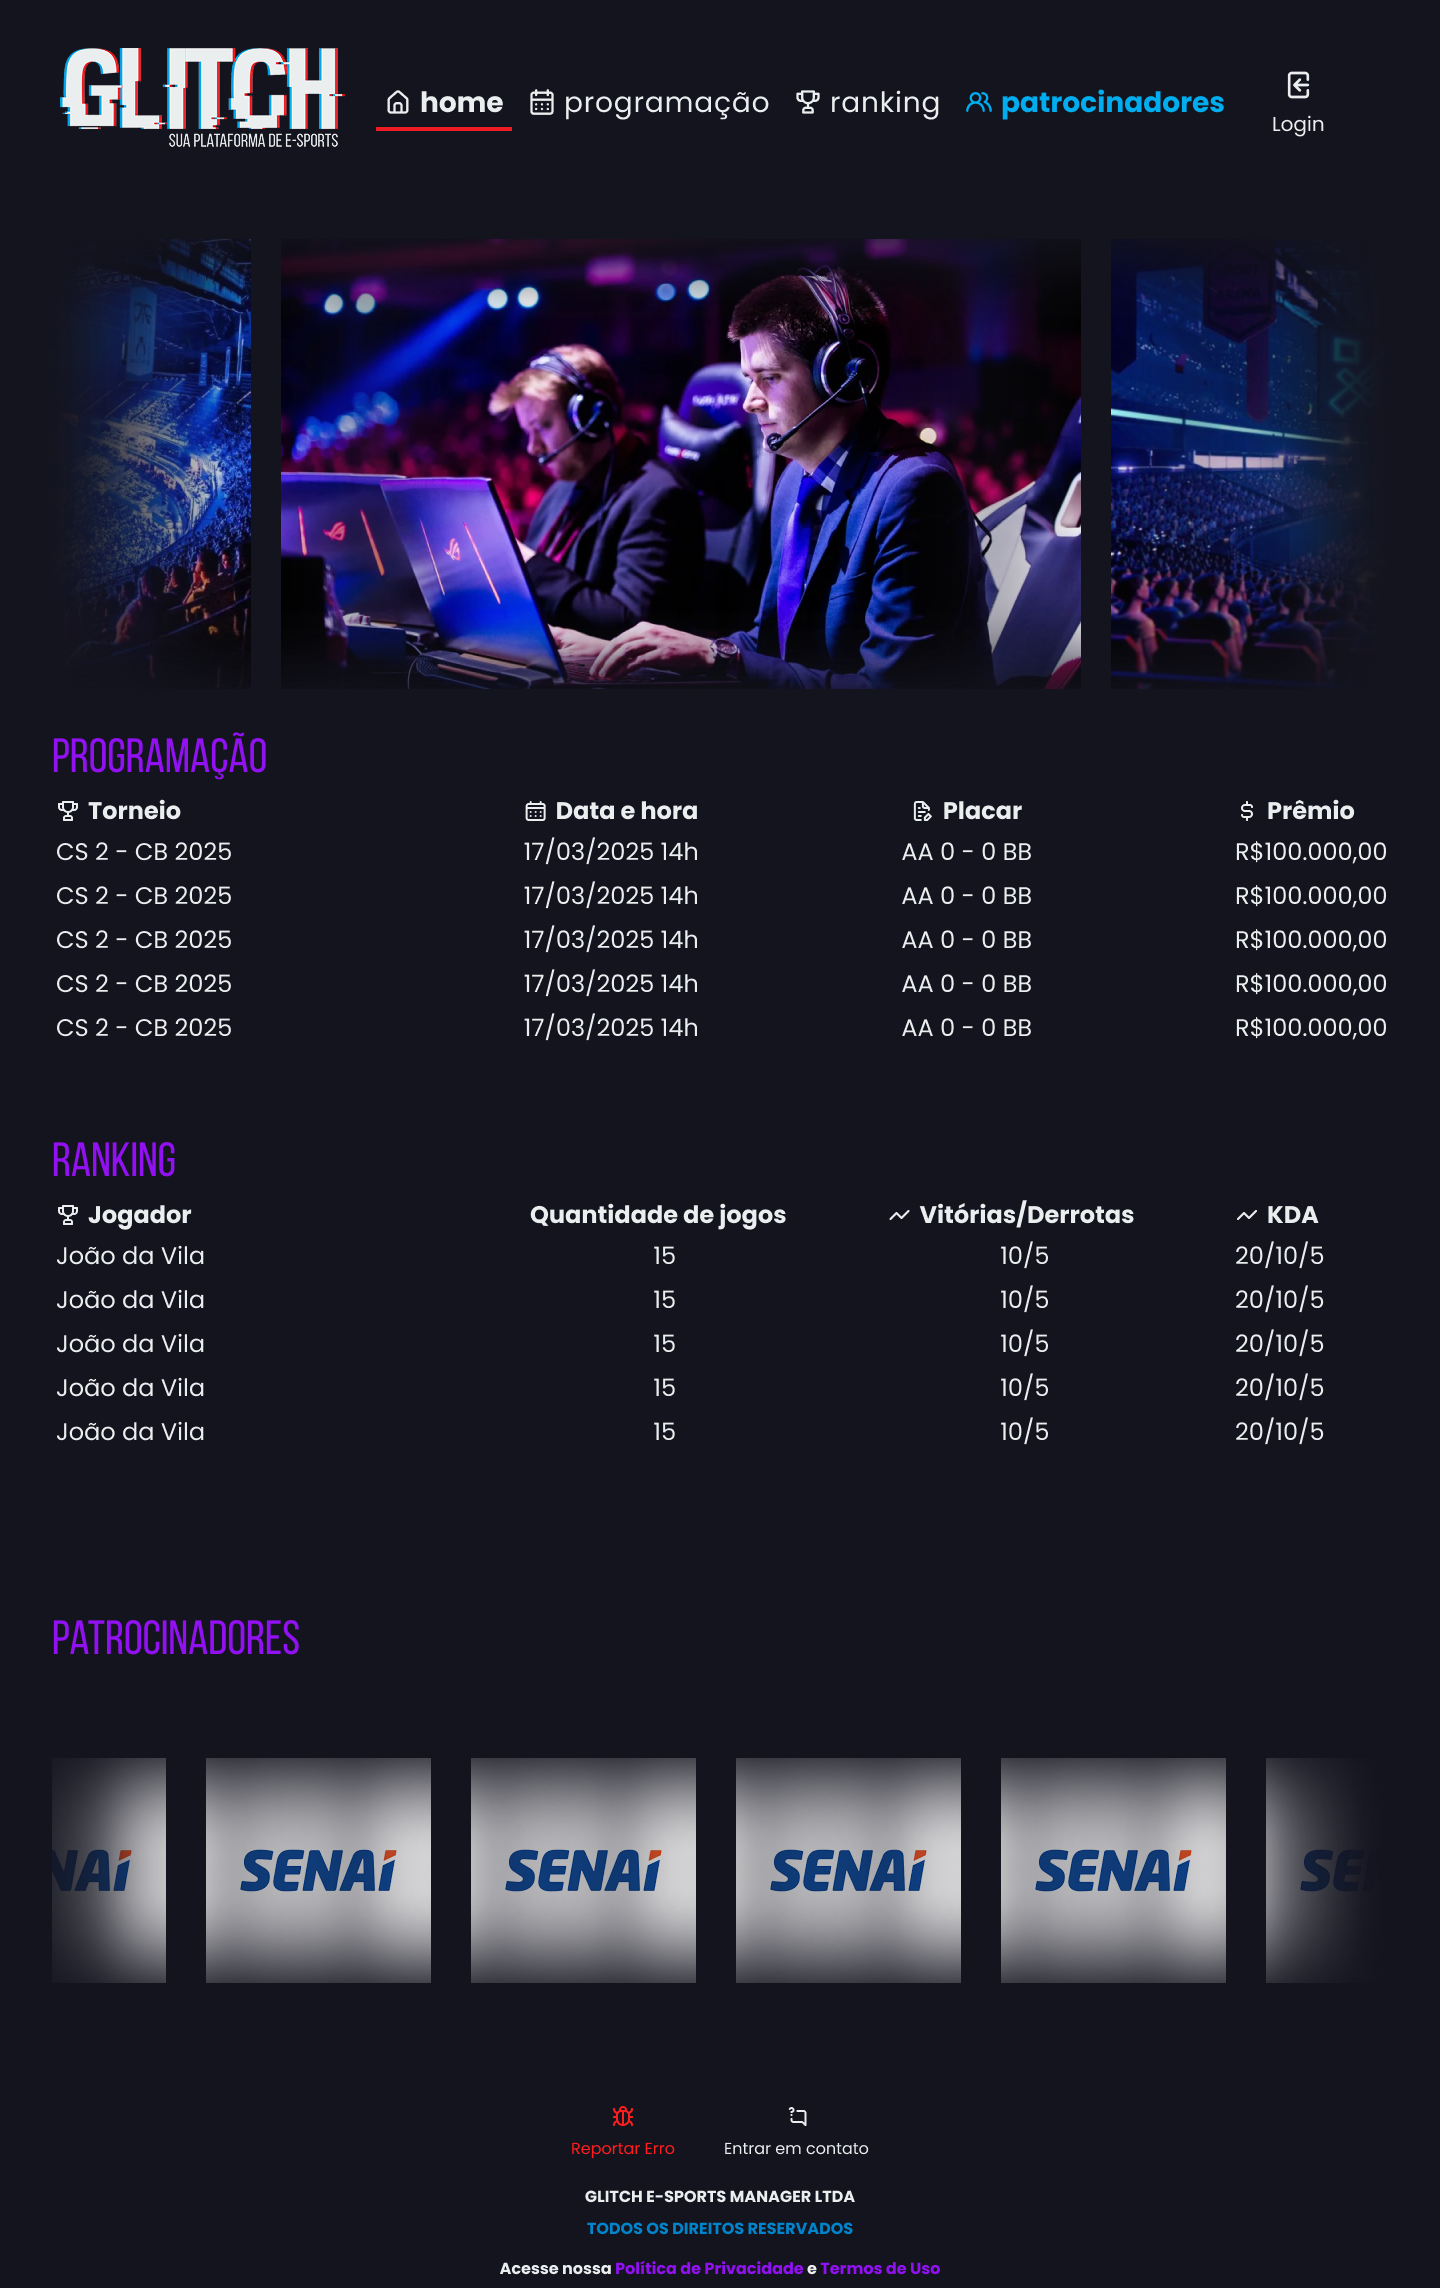 GLITCH
SUA PLATAFORMA DE E-SPORTS
home programação ranking patrocinadores
Login
PROGRAMAÇÃO
Torneio Data e hora Placar Prêmio
CS 2 - CB 2025 17/03/2025 14h AA 0 - 0 BB R$100.000,00
CS 2 - CB 2025 17/03/2025 14h AA 0 - 0 BB R$100.000,00
CS 2 - CB 2025 17/03/2025 14h AA 0 - 0 BB R$100.000,00
CS 2 - CB 2025 17/03/2025 14h AA 0 - 0 BB R$100.000,00
CS 2 - CB 2025 17/03/2025 14h AA 0 - 0 BB R$100.000,00
RANKING
Jogador Quantidade de jogos Vitórias/Derrotas KDA
João da Vila 15 10/5 20/10/5
João da Vila 15 10/5 20/10/5
João da Vila 15 10/5 20/10/5
João da Vila 15 10/5 20/10/5
João da Vila 15 10/5 20/10/5
PATROCINADORES
NAI SENAI SENAI SENAI SENAI SE
Reportar Erro Entrar em contato
GLITCH E-SPORTS MANAGER LTDA
TODOS OS DIREITOS RESERVADOS
Acesse nossa Política de Privacidade e Termos de Uso